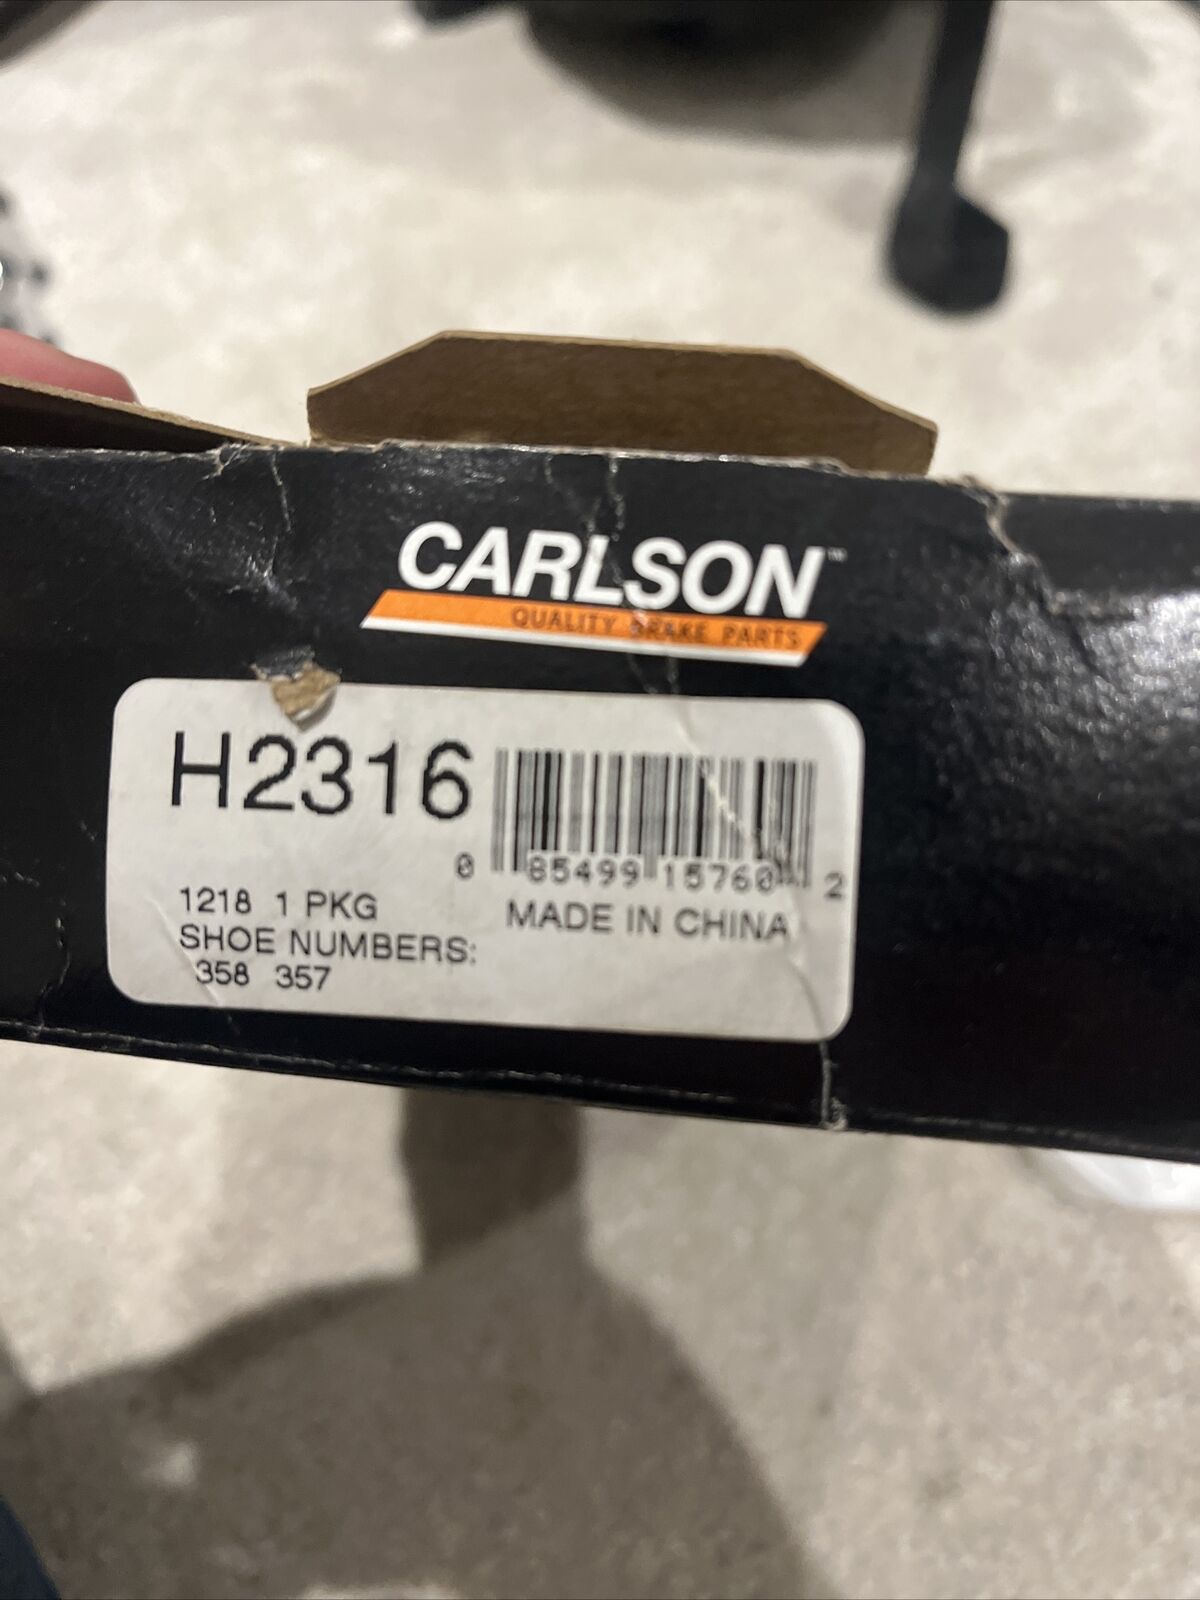 CARLSON™
QUALITY BRAKE PARTS
H2316
0 85499 15760 2
1218 1 PKG
MADE IN CHINA
SHOE NUMBERS:
358 357